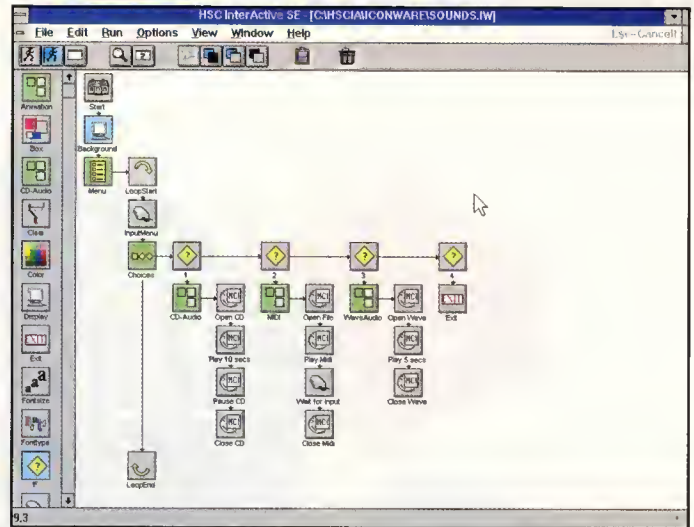 HSC InterActive SE - [C:\HSCIA\ICONWARE\SOUNDS.IW]
File Edit Run Options View Window Help
Animation
Box
CD-Audio
Clear
Color
Display
Exit
aaa
Fontsize
Fonttype
IF
Start
Background
Menu
LoopStart
InputMenu
Choices
1
2
3
4
CD-Audio
Open CD
MIDI
Open File
WaveAudio
Open Wave
Exit
Play 10 secs
Play Midi
Play 5 secs
Pause CD
Wait for input
Close Wave
Close CD
Close Midi
LoopEnd
9.3